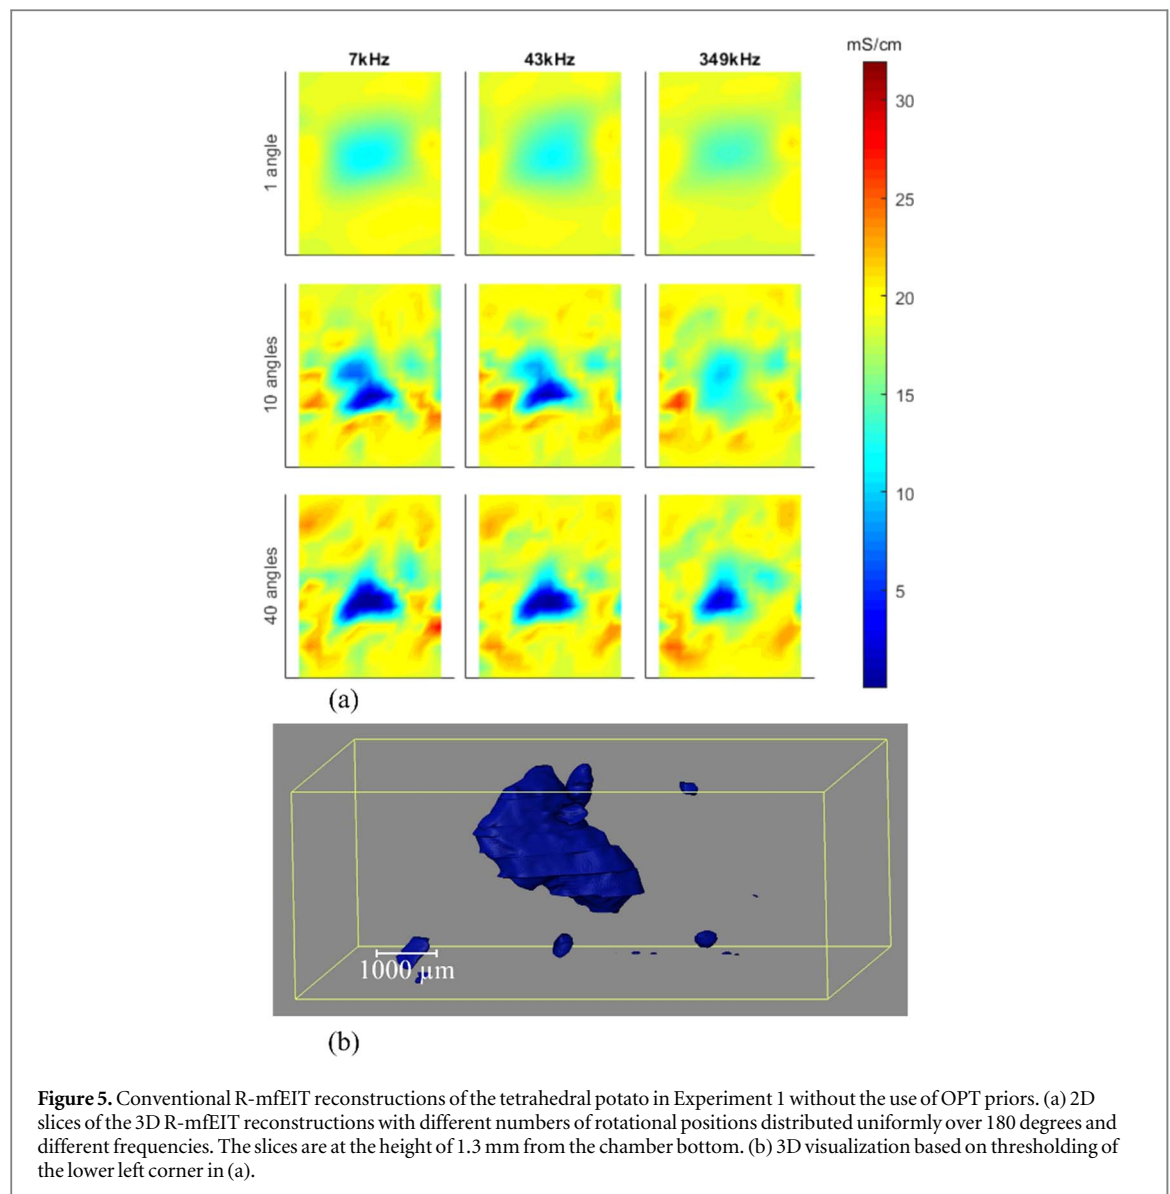 7kHz 43kHz 349kHz mS/cm
1 angle
10 angles
40 angles
30
25
20
15
10
5
(a)
1000 µm
(b)
Figure 5. Conventional R-mfEIT reconstructions of the tetrahedral potato in Experiment 1 without the use of OPT priors. (a) 2D
slices of the 3D R-mfEIT reconstructions with different numbers of rotational positions distributed uniformly over 180 degrees and
different frequencies. The slices are at the height of 1.3 mm from the chamber bottom. (b) 3D visualization based on thresholding of
the lower left corner in (a).